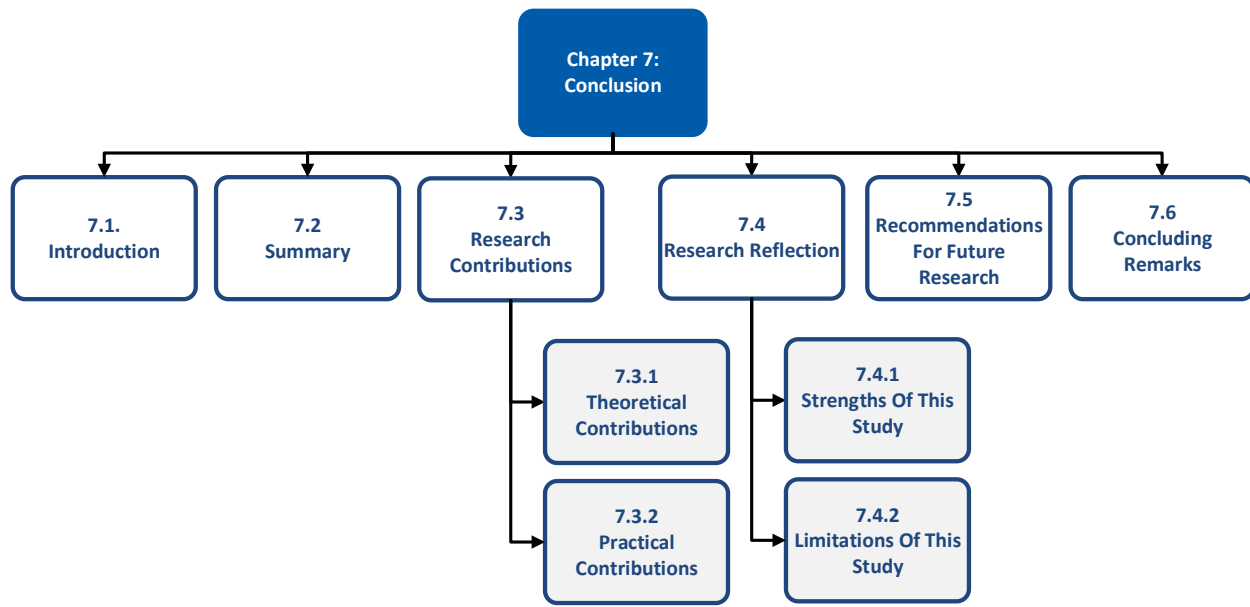 Chapter 7:
Conclusion
7.1.
Introduction
7.2
Summary
7.3
Research
Contributions
7.4
Research Reflection
7.5
Recommendations
For Future
Research
7.6
Concluding
Remarks
7.3.1
Theoretical
Contributions
7.4.1
Strengths Of This
Study
7.3.2
Practical
Contributions
7.4.2
Limitations Of This
Study